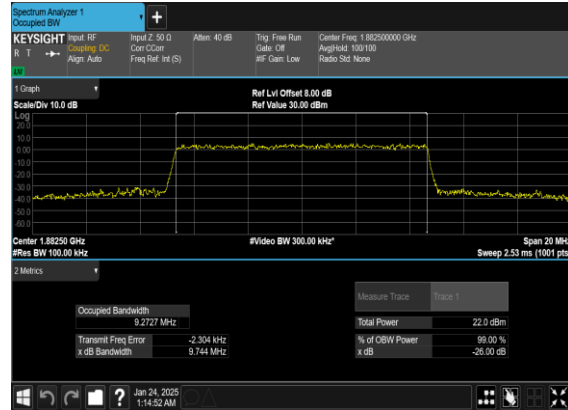 Spectrum Analyzer 1
Occupied BW
KEYSIGHT Input: RF Input Z: 50 Ω Atten: 40 dB Trig: Free Run Center Freq: 1.882500000 GHz
R T Coupling: DC Corr CCorr Gate: Off Avg|Hold: 100/100
Align: Auto Freq Ref: Int (S) #IF Gain: Low Radio Std: None
LNI
1 Graph
Ref Lvl Offset 8.00 dB
Scale/Div 10.0 dB Ref Value 30.00 dBm
Log
20.0
10.0
0.00
-10.0
-20.0
-30.0
-40.0
-50.0
-60.0
Center 1.88250 GHz #Video BW 300.00 kHz* Span 20 MHz
#Res BW 100.00 kHz Sweep 2.53 ms (1001 pts)
2 Metrics
Measure Trace Trace 1
Occupied Bandwidth
9.2727 MHz Total Power 22.0 dBm
Transmit Freq Error -2.304 kHz % of OBW Power 99.00 %
x dB Bandwidth 9.744 MHz x dB -26.00 dB
?
Jan 24, 2025
1:14:52 AM